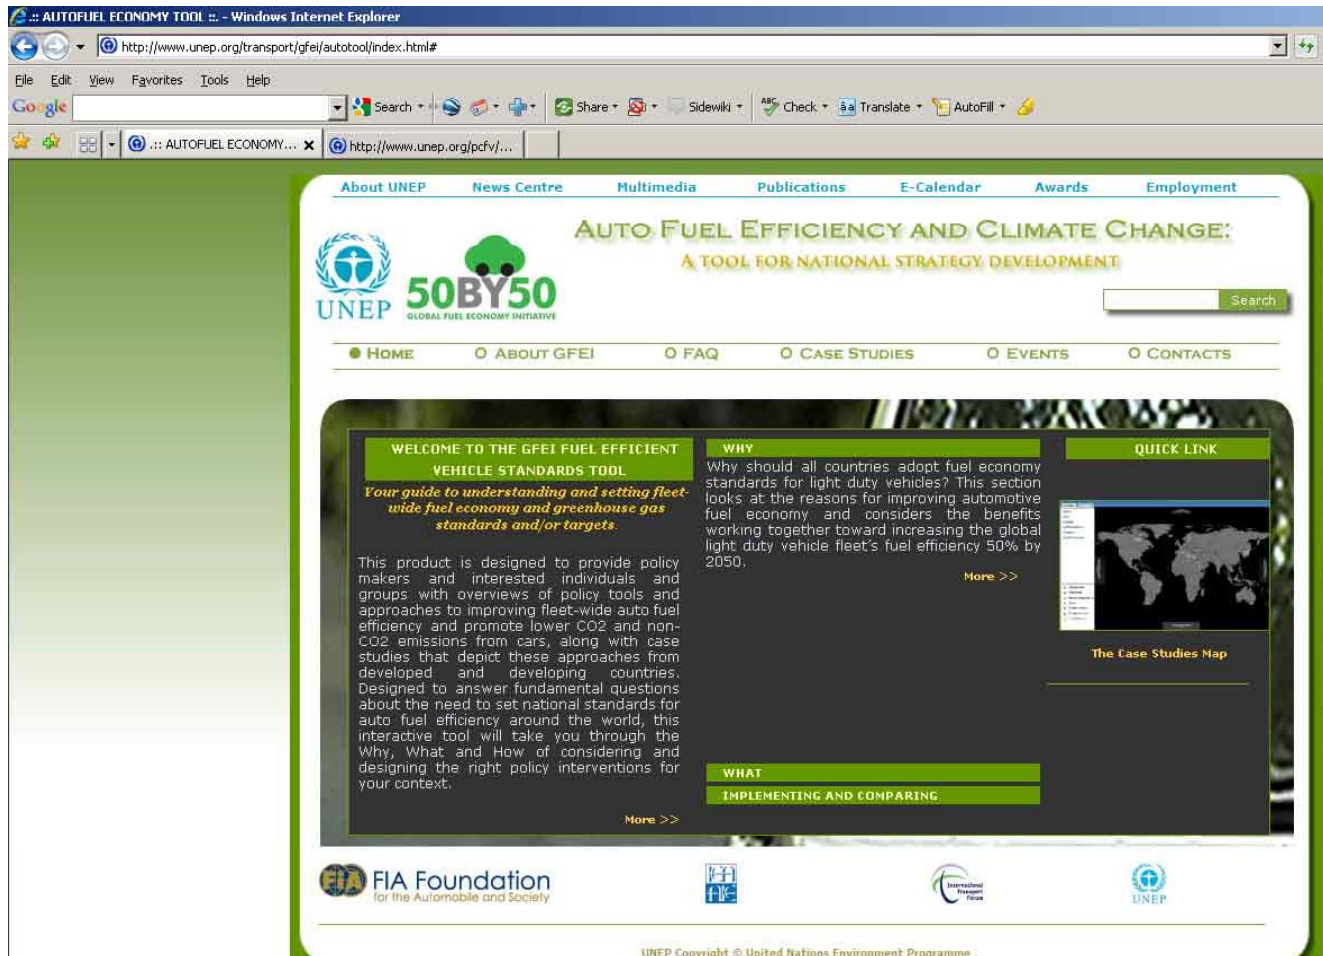 .:: AUTOFUEL ECONOMY TOOL ::. - Windows Internet Explorer
http://www.unep.org/transport/gfei/autotool/index.html#
File Edit View Favorites Tools Help
Google Search Share Sidewiki Check Translate AutoFill
.:: AUTOFUEL ECONOMY... http://www.unep.org/pcfv/...
About UNEP News Centre Multimedia Publications E-Calendar Awards Employment
AUTO FUEL EFFICIENCY AND CLIMATE CHANGE:
A TOOL FOR NATIONAL STRATEGY DEVELOPMENT
UNEP
50BY50
GLOBAL FUEL ECONOMY INITIATIVE
Search
HOME ABOUT GFEI FAQ CASE STUDIES EVENTS CONTACTS
WELCOME TO THE GFEI FUEL EFFICIENT
VEHICLE STANDARDS TOOL
Your guide to understanding and setting fleet-
wide fuel economy and greenhouse gas
standards and/or targets.
This product is designed to provide policy
makers and interested individuals and
groups with overviews of policy tools and
approaches to improving fleet-wide auto fuel
efficiency and promote lower CO2 and non-
CO2 emissions from cars, along with case
studies that depict these approaches from
developed and developing countries.
Designed to answer fundamental questions
about the need to set national standards for
auto fuel efficiency around the world, this
interactive tool will take you through the
Why, What and How of considering and
designing the right policy interventions for
your context.
More >>
WHY
Why should all countries adopt fuel economy
standards for light duty vehicles? This section
looks at the reasons for improving automotive
fuel economy and considers the benefits
working together toward increasing the global
light duty vehicle fleet's fuel efficiency 50% by
2050.
More >>
WHAT
IMPLEMENTING AND COMPARING
QUICK LINK
The Case Studies Map
FIA FIA Foundation
for the Automobile and Society
International
Transport
Forum
UNEP
UNEP Copyright © United Nations Environment Programme